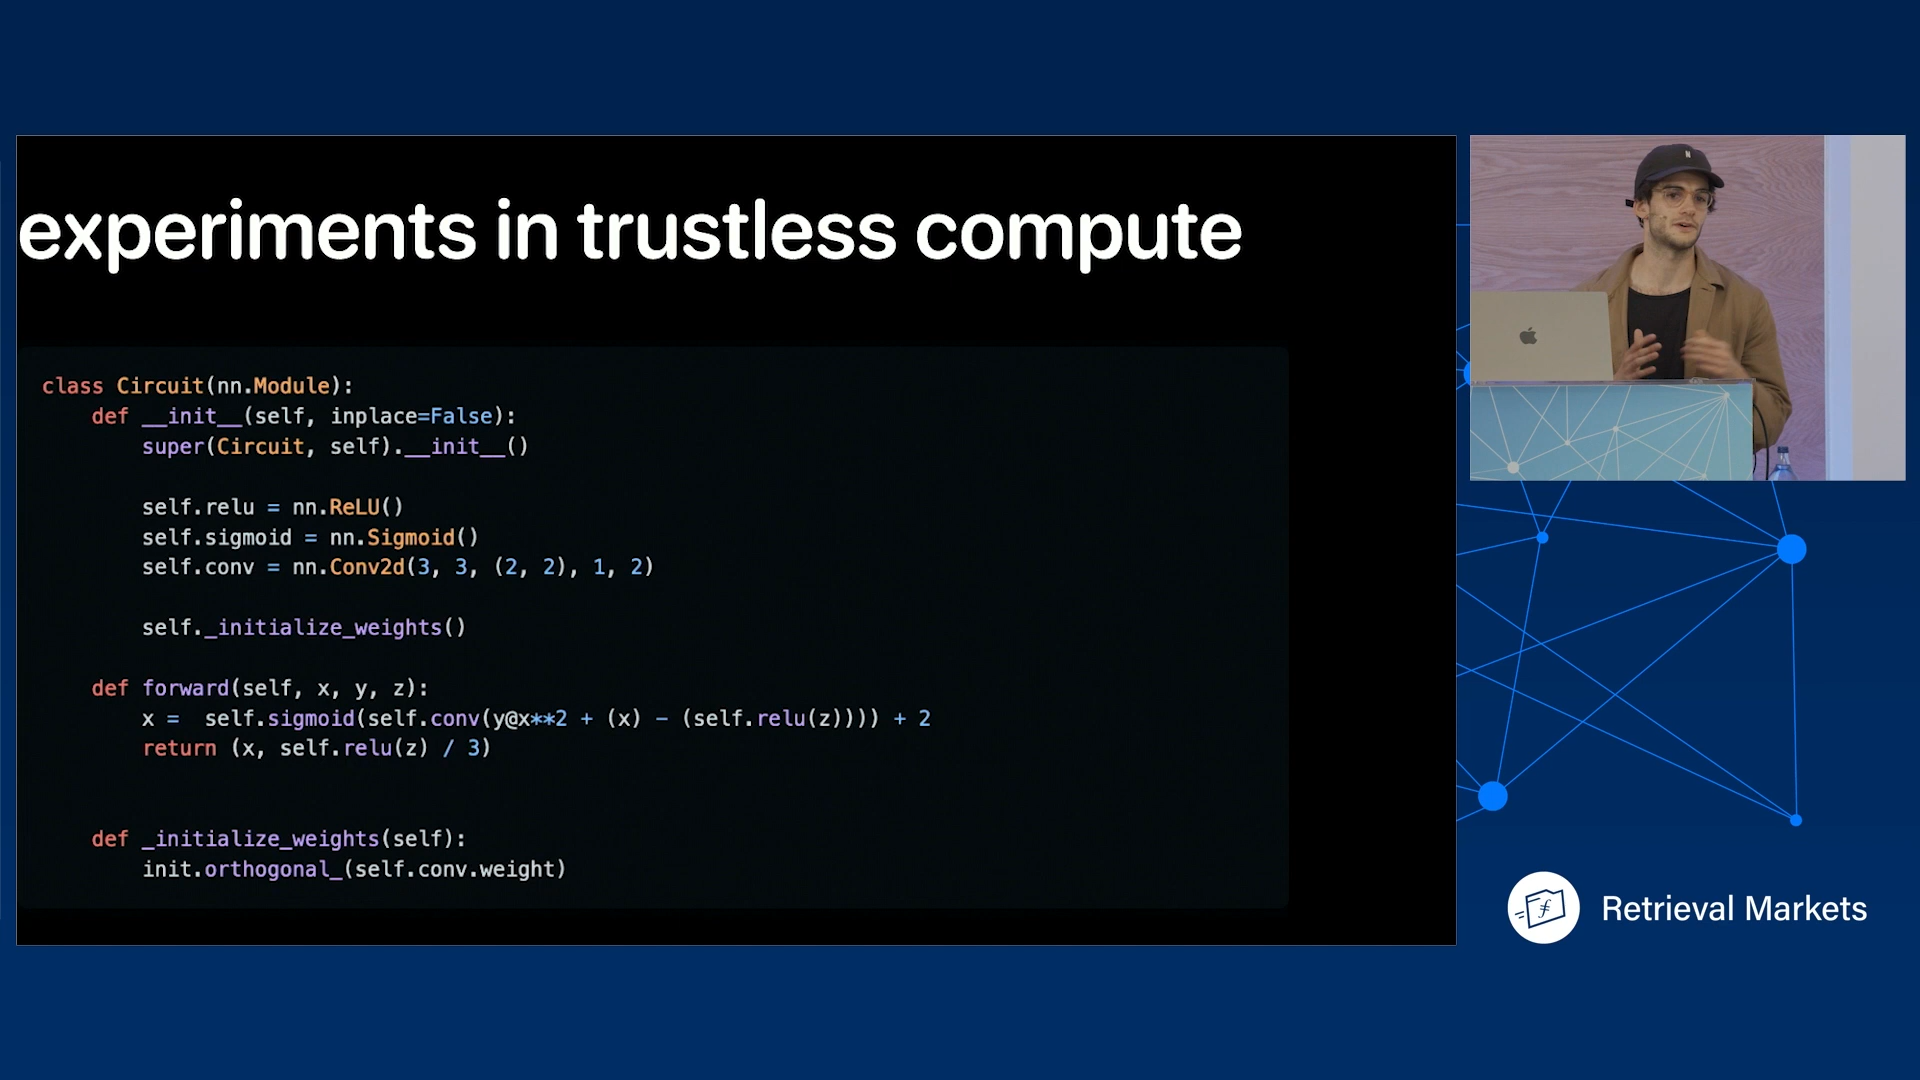 experiments in trustless compute
class Circuit(nn.Module):
    def __init__(self, inplace=False):
        super(Circuit, self).__init__()

        self.relu = nn.ReLU()
        self.sigmoid = nn.Sigmoid()
        self.conv = nn.Conv2d(3, 3, (2, 2), 1, 2)

        self._initialize_weights()

    def forward(self, x, y, z):
        x =  self.sigmoid(self.conv(y@x**2 + (x) - (self.relu(z)))) + 2
        return (x, self.relu(z) / 3)


    def _initialize_weights(self):
        init.orthogonal_(self.conv.weight)
Retrieval Markets